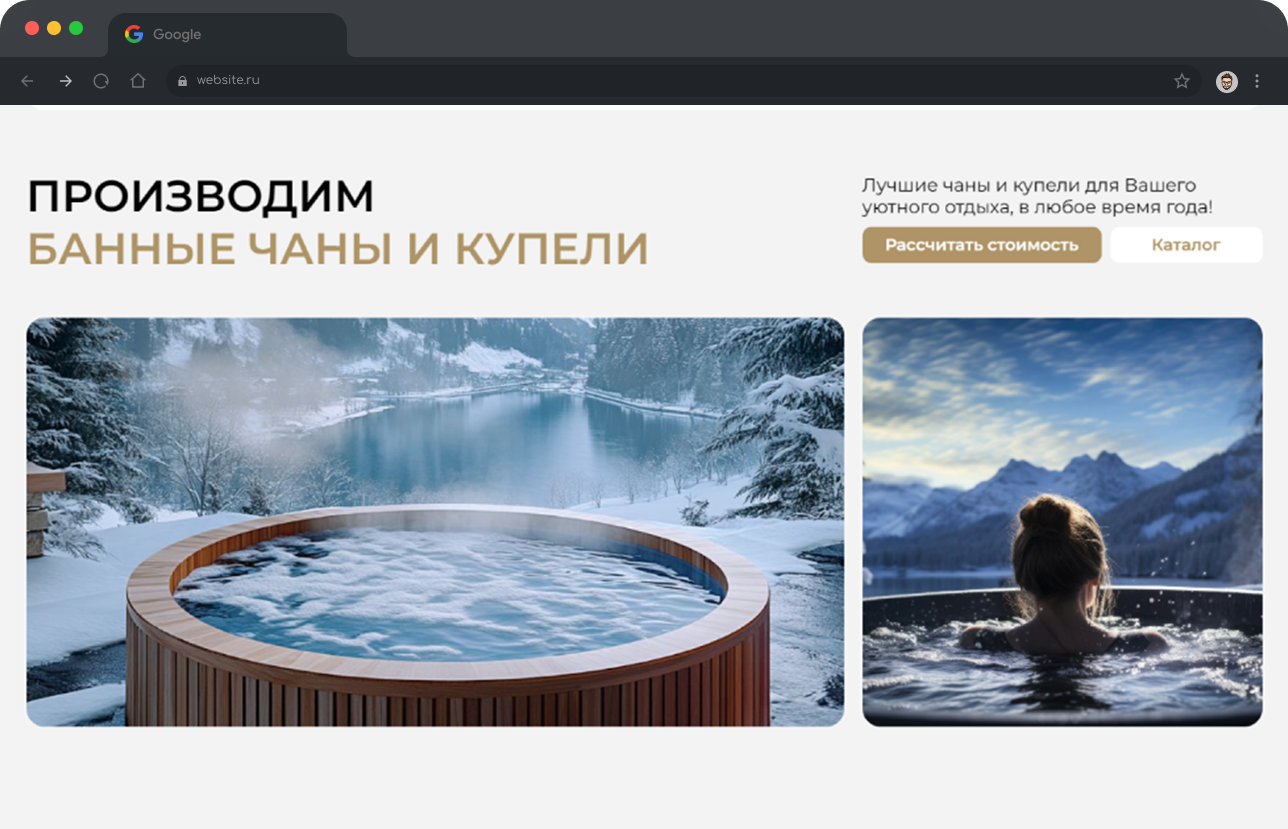 Google
website.ru
ПРОИЗВОДИМ
БАННЫЕ ЧАНЫ И КУПЕЛИ
Лучшие чаны и купели для Вашего
уютного отдыха, в любое время года!
Рассчитать стоимость
Каталог